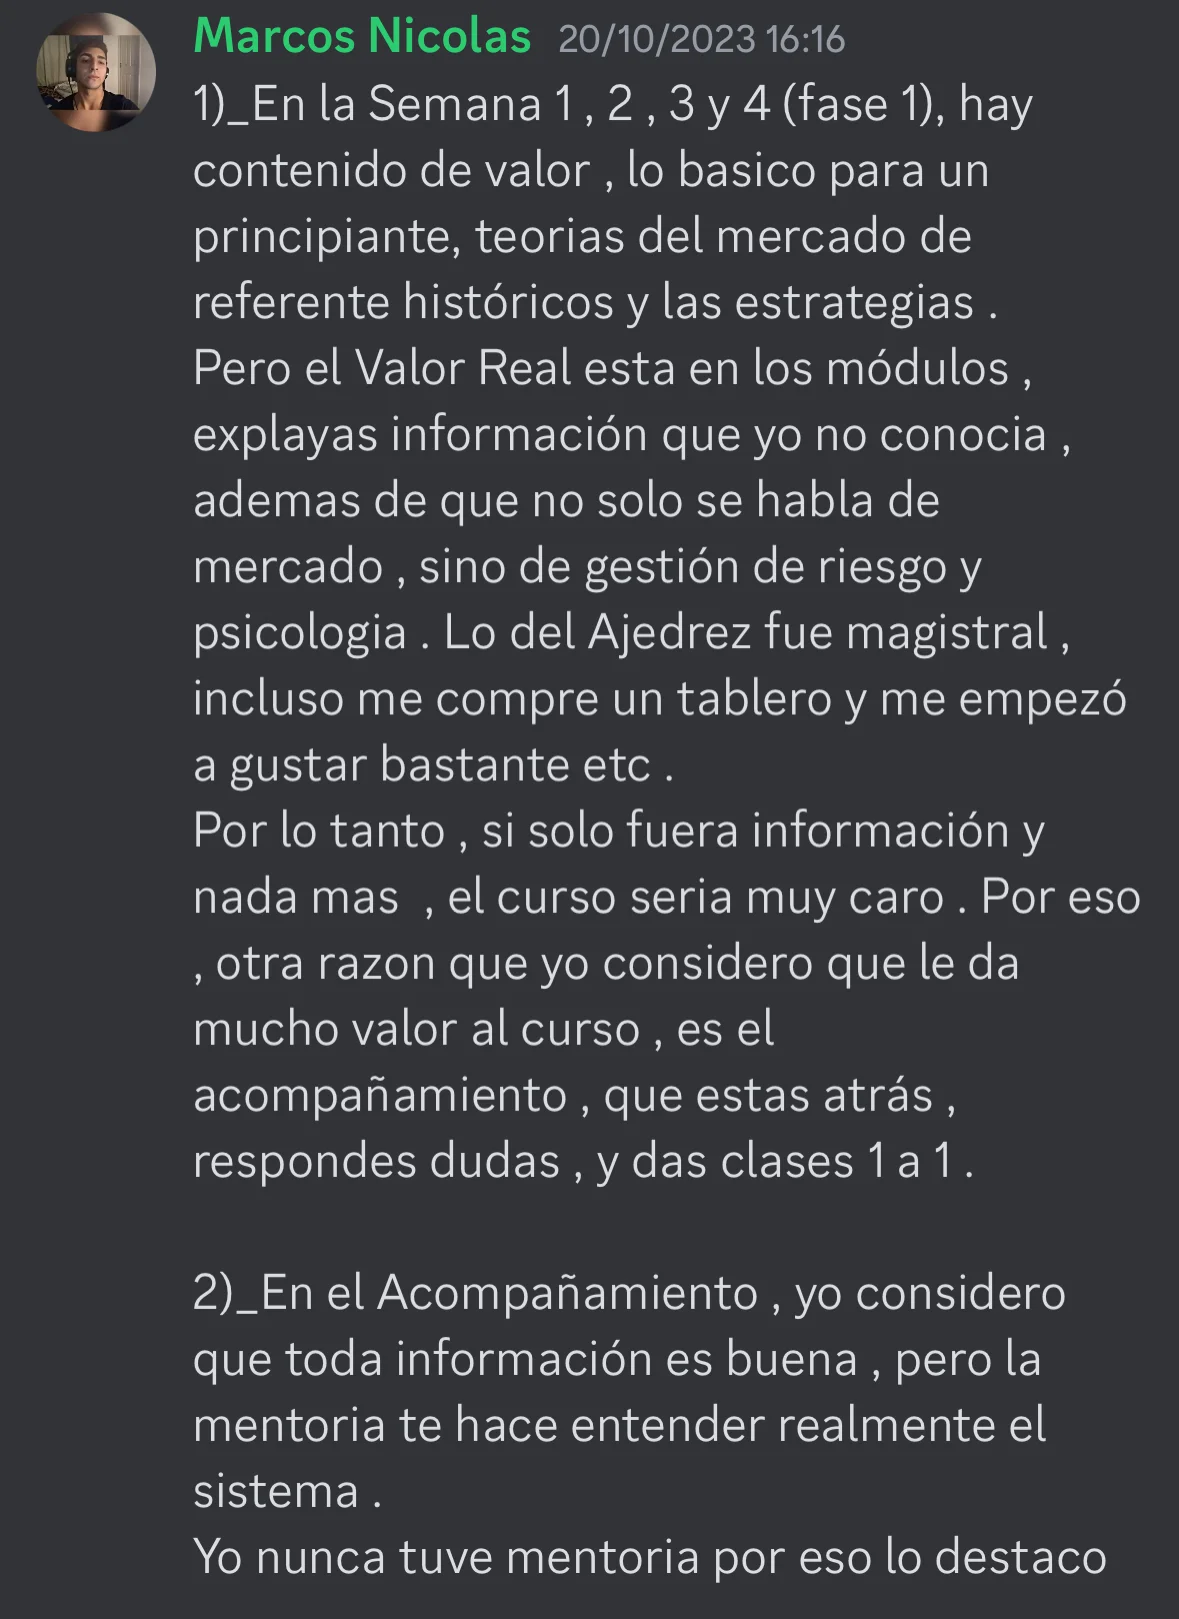 Marcos Nicolas 20/10/2023 16:16
1)_En la Semana 1 , 2 , 3 y 4 (fase 1), hay
contenido de valor , lo basico para un
principiante, teorias del mercado de
referente históricos y las estrategias .
Pero el Valor Real esta en los módulos ,
explayas información que yo no conocia ,
ademas de que no solo se habla de
mercado , sino de gestión de riesgo y
psicologia . Lo del Ajedrez fue magistral ,
incluso me compre un tablero y me empezó
a gustar bastante etc .
Por lo tanto , si solo fuera información y
nada mas  , el curso seria muy caro . Por eso
, otra razon que yo considero que le da
mucho valor al curso , es el
acompañamiento , que estas atrás ,
respondes dudas , y das clases 1 a 1 .
2)_En el Acompañamiento , yo considero
que toda información es buena , pero la
mentoria te hace entender realmente el
sistema .
Yo nunca tuve mentoria por eso lo destaco